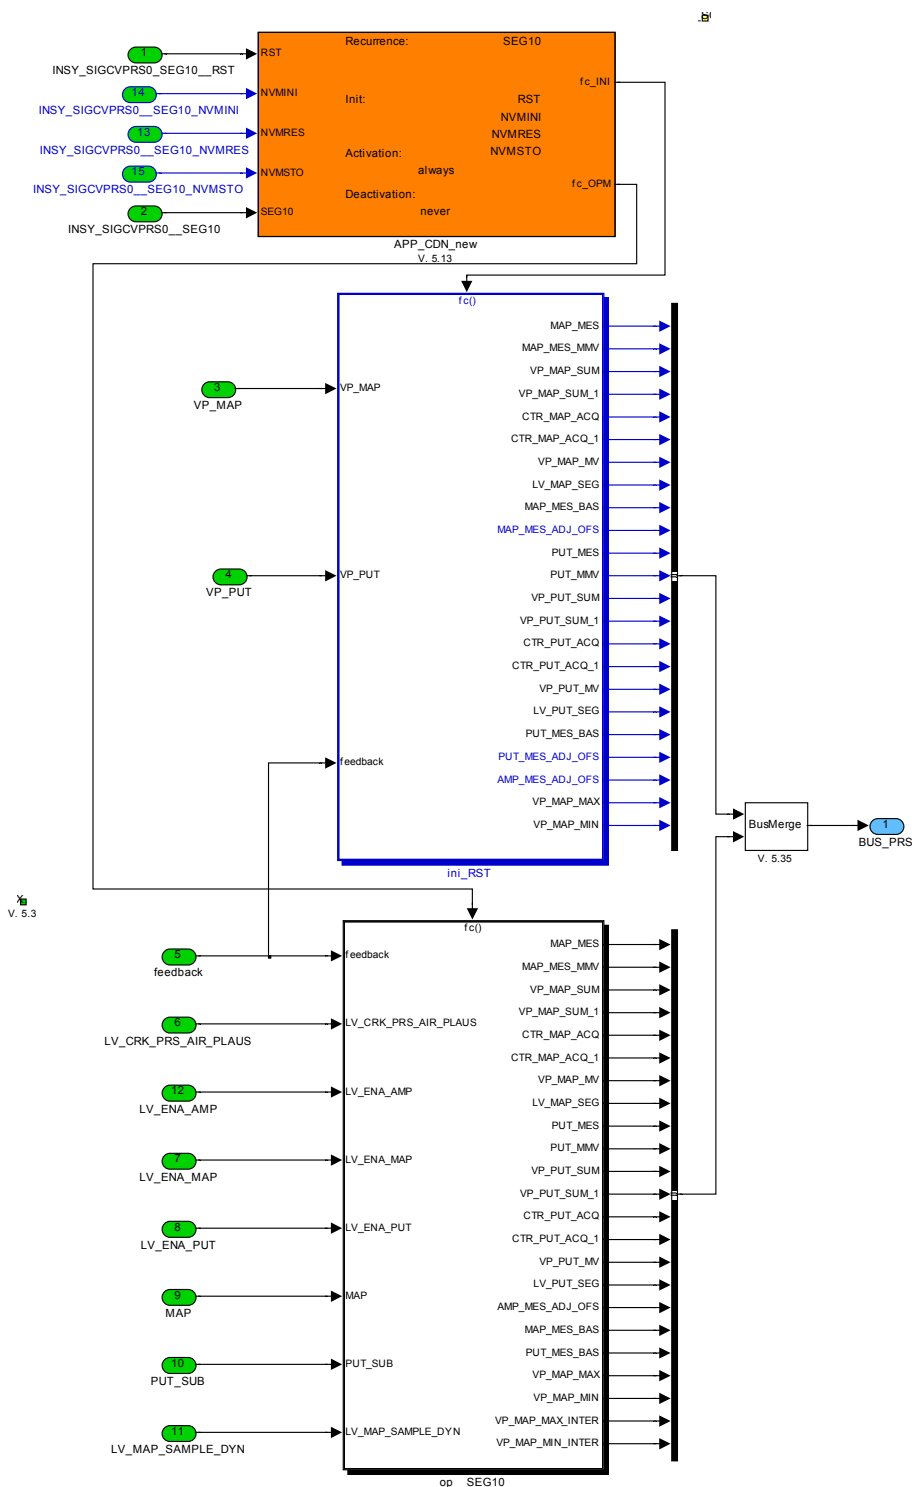 1
INSY_SIGCVPRS0_SEG10__RST
14
INSY_SIGCVPRS0__SEG10_NVMINI
13
INSY_SIGCVPRS0__SEG10_NVMRES
15
INSY_SIGCVPRS0__SEG10_NVMSTO
2
INSY_SIGCVPRS0__SEG10
RST
NVMINI
NVMRES
NVMSTO
SEG10
Recurrence: SEG10
Init: RST
NVMINI
NVMRES
NVMSTO
Activation:
always
Deactivation:
never
fc_INI
fc_OPM
APP_CDN_new
V. 5.13
fc()
3
VP_MAP
VP_MAP
4
VP_PUT
VP_PUT
feedback
MAP_MES
MAP_MES_MMV
VP_MAP_SUM
VP_MAP_SUM_1
CTR_MAP_ACQ
CTR_MAP_ACQ_1
VP_MAP_MV
LV_MAP_SEG
MAP_MES_BAS
MAP_MES_ADJ_OFS
PUT_MES
PUT_MMV
VP_PUT_SUM
VP_PUT_SUM_1
CTR_PUT_ACQ
CTR_PUT_ACQ_1
VP_PUT_MV
LV_PUT_SEG
PUT_MES_BAS
PUT_MES_ADJ_OFS
AMP_MES_ADJ_OFS
VP_MAP_MAX
VP_MAP_MIN
ini_RST
BusMerge
V. 5.35
1
BUS_PRS
X
V. 5.3
fc()
5
feedback
feedback
6
LV_CRK_PRS_AIR_PLAUS
LV_CRK_PRS_AIR_PLAUS
12
LV_ENA_AMP
LV_ENA_AMP
7
LV_ENA_MAP
LV_ENA_MAP
8
LV_ENA_PUT
LV_ENA_PUT
9
MAP
MAP
10
PUT_SUB
PUT_SUB
11
LV_MAP_SAMPLE_DYN
LV_MAP_SAMPLE_DYN
MAP_MES
MAP_MES_MMV
VP_MAP_SUM
VP_MAP_SUM_1
CTR_MAP_ACQ
CTR_MAP_ACQ_1
VP_MAP_MV
LV_MAP_SEG
PUT_MES
PUT_MMV
VP_PUT_SUM
VP_PUT_SUM_1
CTR_PUT_ACQ
CTR_PUT_ACQ_1
VP_PUT_MV
LV_PUT_SEG
AMP_MES_ADJ_OFS
MAP_MES_BAS
PUT_MES_BAS
VP_MAP_MAX
VP_MAP_MIN
VP_MAP_MAX_INTER
VP_MAP_MIN_INTER
op__SEG10